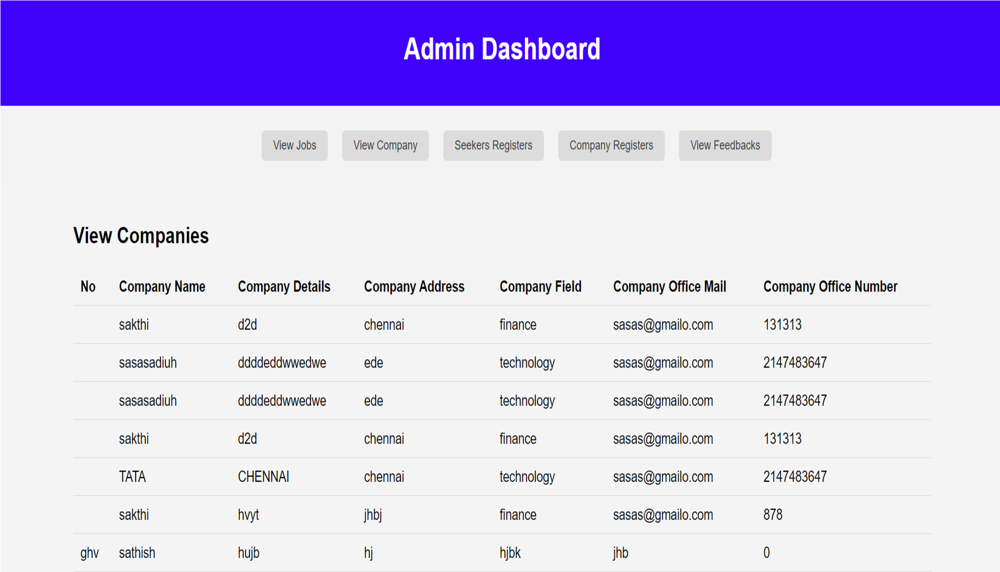 Admin Dashboard
View Jobs View Company Seekers Registers Company Registers View Feedbacks
View Companies
No Company Name Company Details Company Address Company Field Company Office Mail Company Office Number
sakthi d2d chennai finance sasas@gmailo.com 131313
sasasadiuh ddddeddwwedwe ede technology sasas@gmailo.com 2147483647
sasasadiuh ddddeddwwedwe ede technology sasas@gmailo.com 2147483647
sakthi d2d chennai finance sasas@gmailo.com 131313
TATA CHENNAI chennai technology sasas@gmailo.com 2147483647
sakthi hvyt jhbj finance sasas@gmailo.com 878
ghv sathish hujb hj hjbk jhb 0